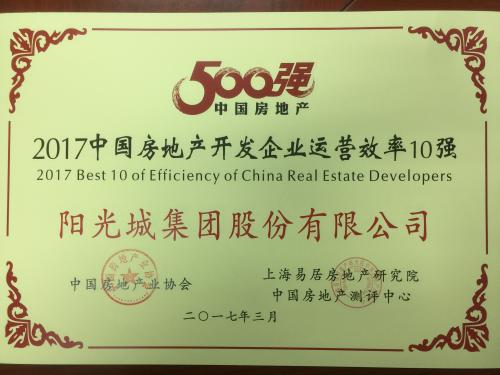 500强
中国房地产
2017中国房地产开发企业运营效率10强
2017 Best 10 of Efficiency of China Real Estate Developers
阳光城集团股份有限公司
中国房地产业协会
上海易居房地产研究院
中国房地产测评中心
二〇一七年三月